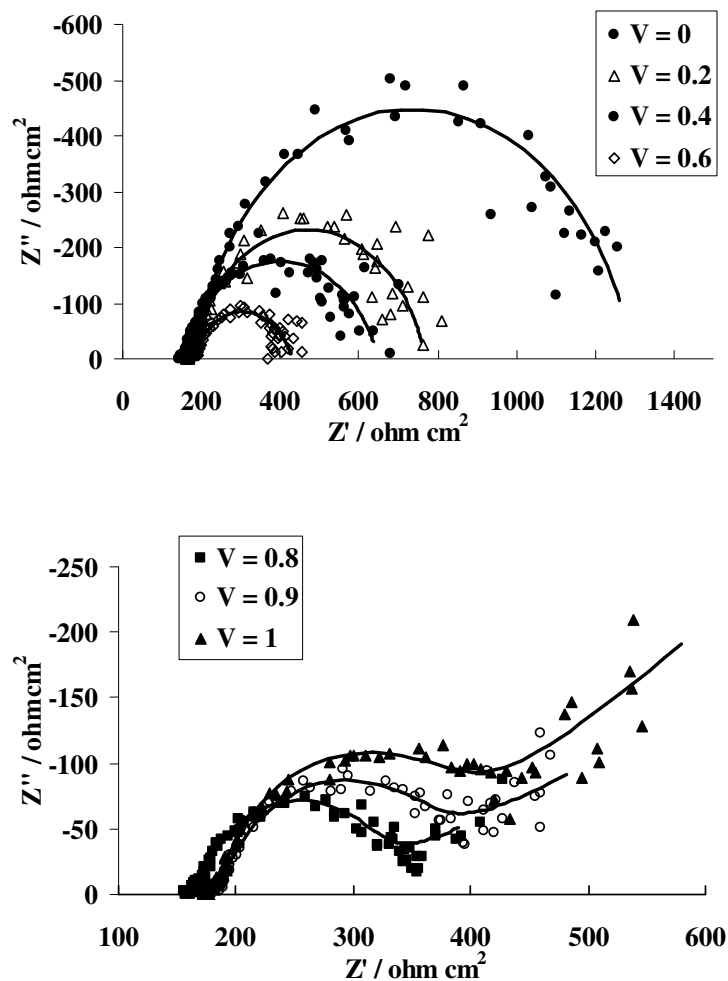 -600
-500
-400
-300
-200
-100
0
Z'' / ohmcm2
0 200 400 600 800 1000 1200 1400
Z' / ohm cm2
V = 0
V = 0.2
V = 0.4
V = 0.6
-250
-200
-150
-100
-50
0
Z'' / ohmcm2
100 200 300 400 500 600
Z' / ohm cm2
V = 0.8
V = 0.9
V = 1